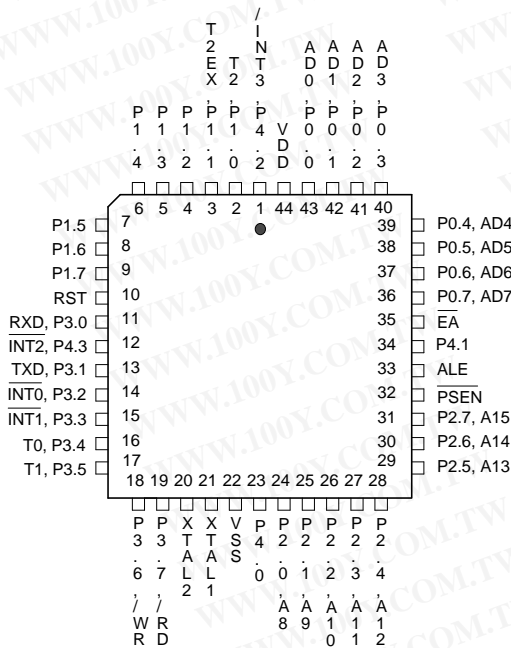 T2EX, P1.1
T2, P1.0
/INT3, P4.2
AD0, P0.0
AD1, P0.1
AD2, P0.2
AD3, P0.3
P1.4
P1.3
P1.2
VDD
6 5 4 3 2 1 44 43 42 41 40
P1.5 7
P1.6 8
P1.7 9
RST 10
RXD, P3.0 11
INT2, P4.3 12
TXD, P3.1 13
INT0, P3.2 14
INT1, P3.3 15
T0, P3.4 16
T1, P3.5 17
39 P0.4, AD4
38 P0.5, AD5
37 P0.6, AD6
36 P0.7, AD7
35 EA
34 P4.1
33 ALE
32 PSEN
31 P2.7, A15
30 P2.6, A14
29 P2.5, A13
18 19 20 21 22 23 24 25 26 27 28
P3.6, /WR
P3.7, /RD
XTAL2
XTAL1
VSS
P4.0
P2.0, A8
P2.1, A9
P2.2, A10
P2.3, A11
P2.4, A12
WWW.100Y.COM.TW